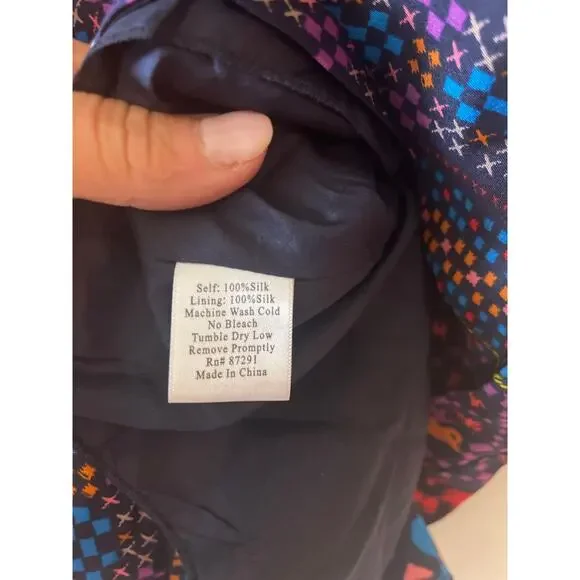 Self: 100%Silk
Lining: 100%Silk
Machine Wash Cold
No Bleach
Tumble Dry Low
Remove Promptly
Rn# 87291
Made In China